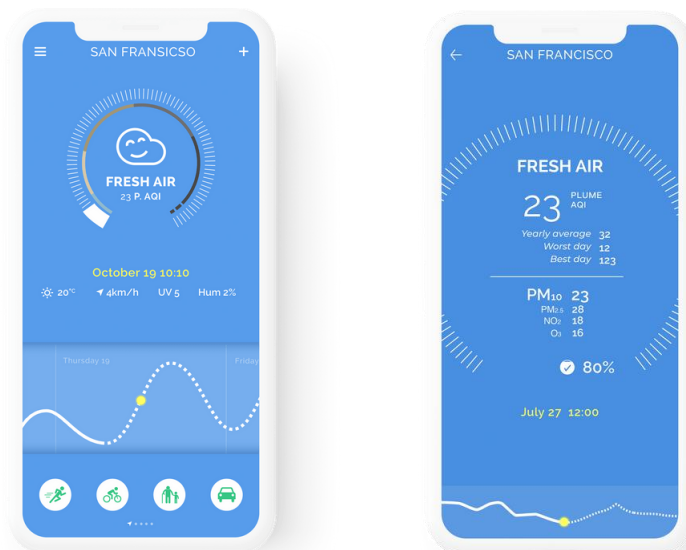 SAN FRANSICSO +
FRESH AIR
23 P. AQI
October 19 10:10
20°C 4km/h UV 5 Hum 2%
Thursday 19 Friday
SAN FRANCISCO
FRESH AIR
23 PLUME AQI
Yearly average 32
Worst day 12
Best day 123
PM10 23
PM2.5 28
NO2 18
O3 16
80%
July 27 12:00